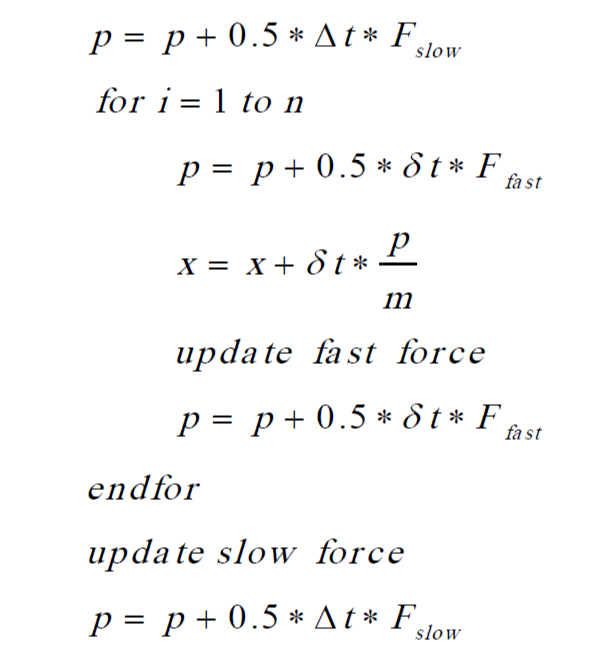 p = p + 0.5 * Δt * F_slow
for i = 1 to n
p = p + 0.5 * δt * F_fast
x = x + δt * p/m
update fast force
p = p + 0.5 * δt * F_fast
endfor
update slow force
p = p + 0.5 * Δt * F_slow